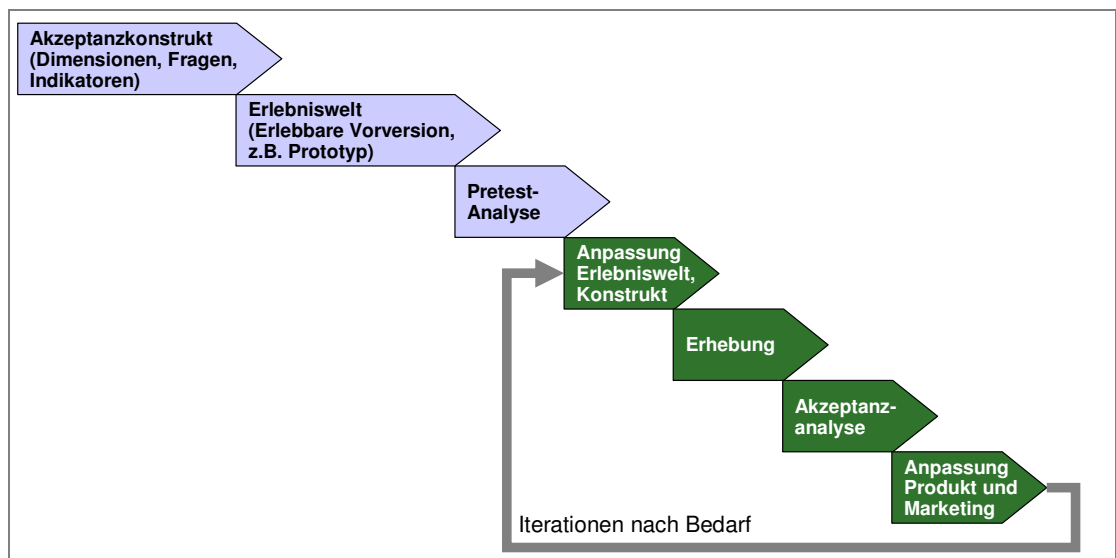 Akzeptanzkonstrukt
(Dimensionen, Fragen,
Indikatoren)
Erlebniswelt
(Erlebbare Vorversion,
z.B. Prototyp)
Pretest-
Analyse
Anpassung
Erlebniswelt,
Konstrukt
Erhebung
Akzeptanz-
analyse
Anpassung
Produkt und
Marketing
Iterationen nach Bedarf